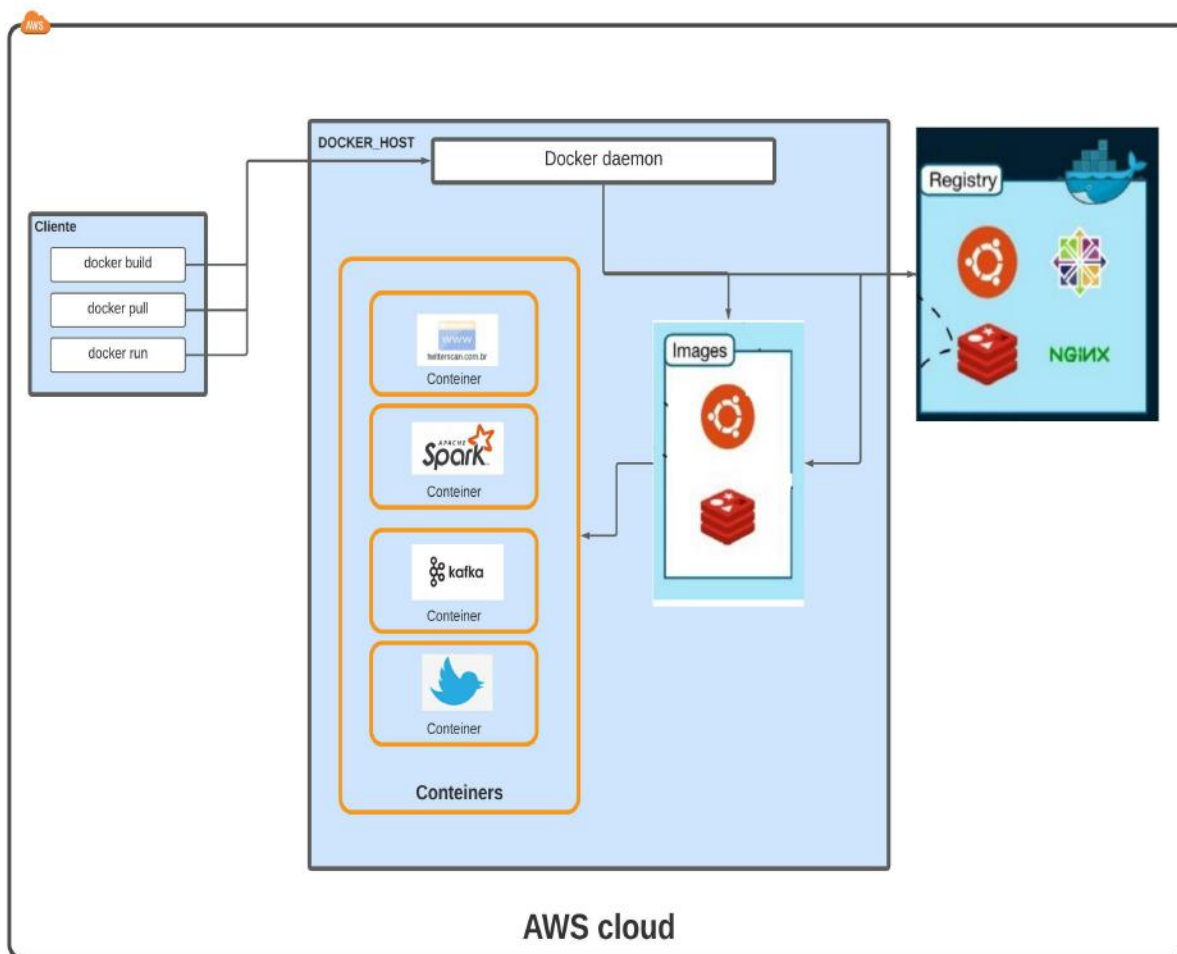 AWS
DOCKER_HOST
Docker daemon
Registry
Cliente
docker build
docker pull
docker run
www
twitterscan.com.br
Conteiner
APACHE
Spark
Conteiner
kafka
Conteiner
Conteiner
Conteiners
Images
NGINX
AWS cloud